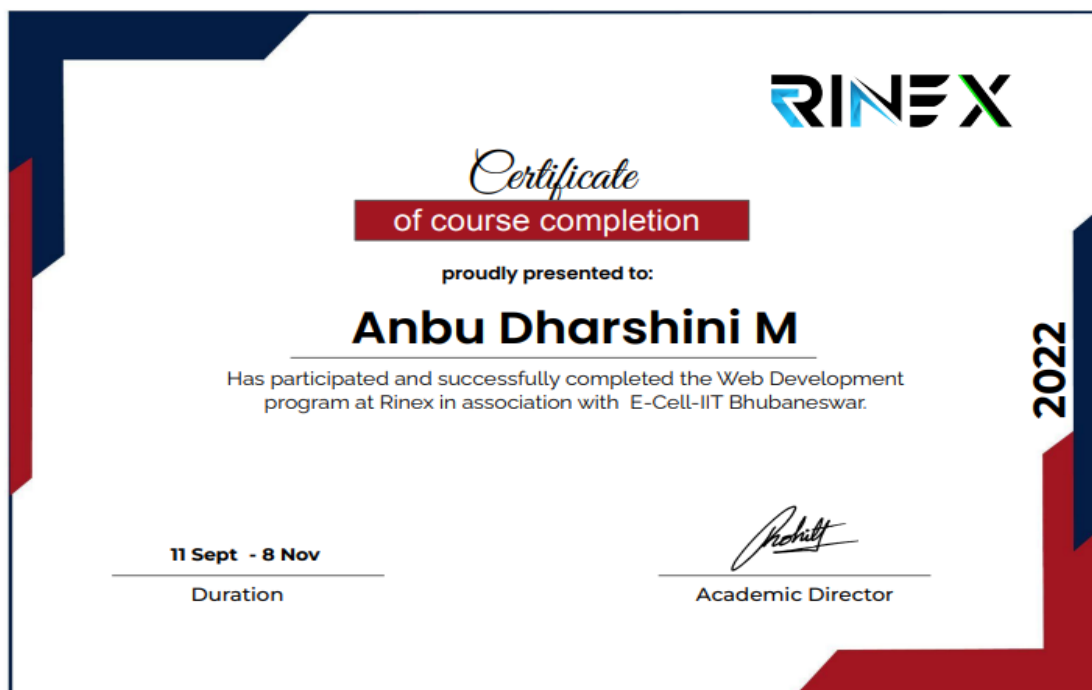 RINEX
Certificate
of course completion
proudly presented to:
Anbu Dharshini M
Has participated and successfully completed the Web Development
program at Rinex in association with E-Cell-IIT Bhubaneswar.
2022
11 Sept - 8 Nov
Duration
Academic Director